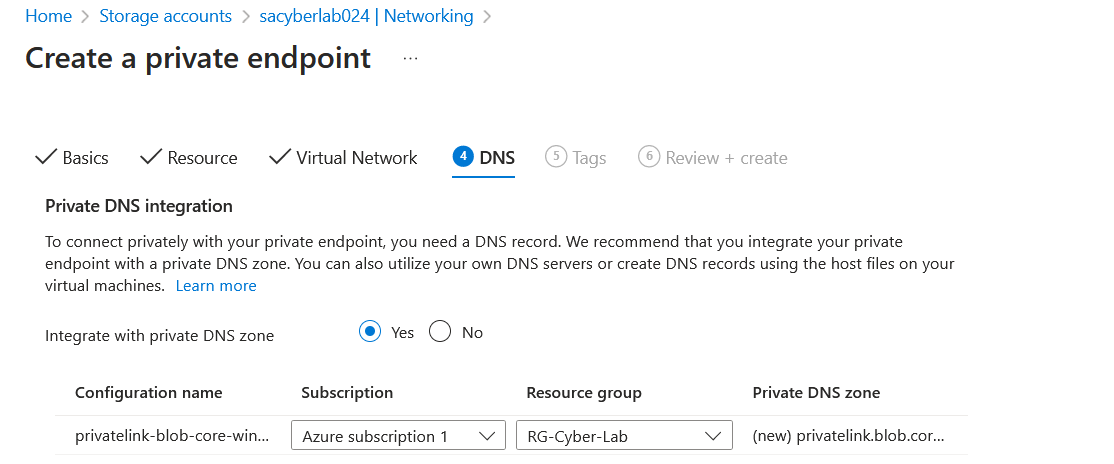 Home > Storage accounts > sacyberlab024 | Networking >
Create a private endpoint ...
Basics Resource Virtual Network 4 DNS 5 Tags 6 Review + create
Private DNS integration
To connect privately with your private endpoint, you need a DNS record. We recommend that you integrate your private
endpoint with a private DNS zone. You can also utilize your own DNS servers or create DNS records using the host files on your
virtual machines. Learn more
Integrate with private DNS zone Yes No
Configuration name Subscription Resource group Private DNS zone
privatelink-blob-core-win... Azure subscription 1 RG-Cyber-Lab (new) privatelink.blob.cor...